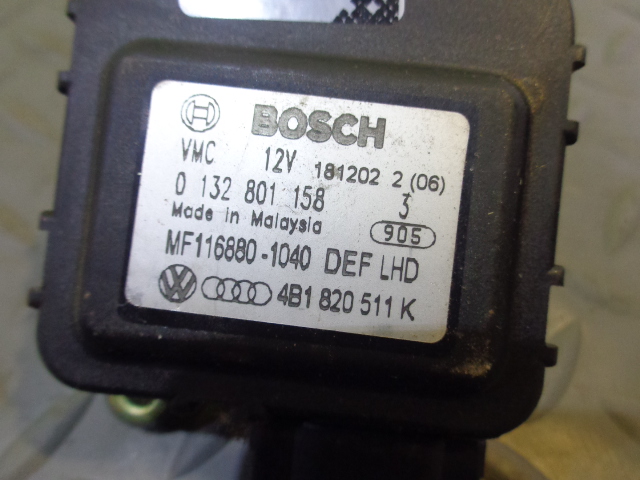 BOSCH
VMC 12V 181202 2 (06)
0 132 801 158 3
Made in Malaysia 905
MF116880-1040 DEF LHD
4B1 820 511 K